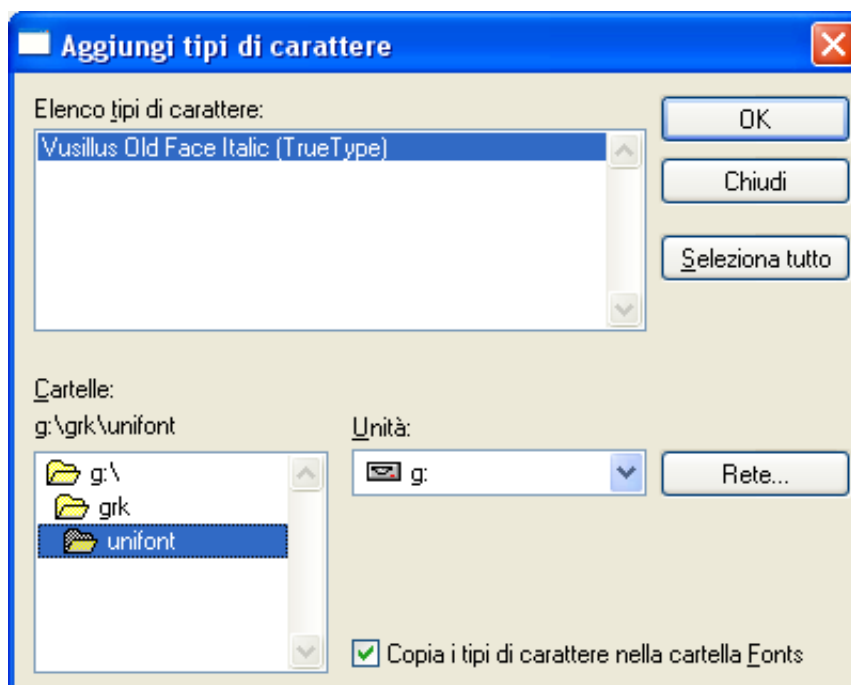 Aggiungi tipi di carattere
Elenco tipi di carattere:
Vusillus Old Face Italic (TrueType)
OK
Chiudi
Seleziona tutto
Cartelle:
g:\grk\unifont
g:\
grk
unifont
Unità:
g:
Rete...
Copia i tipi di carattere nella cartella Fonts